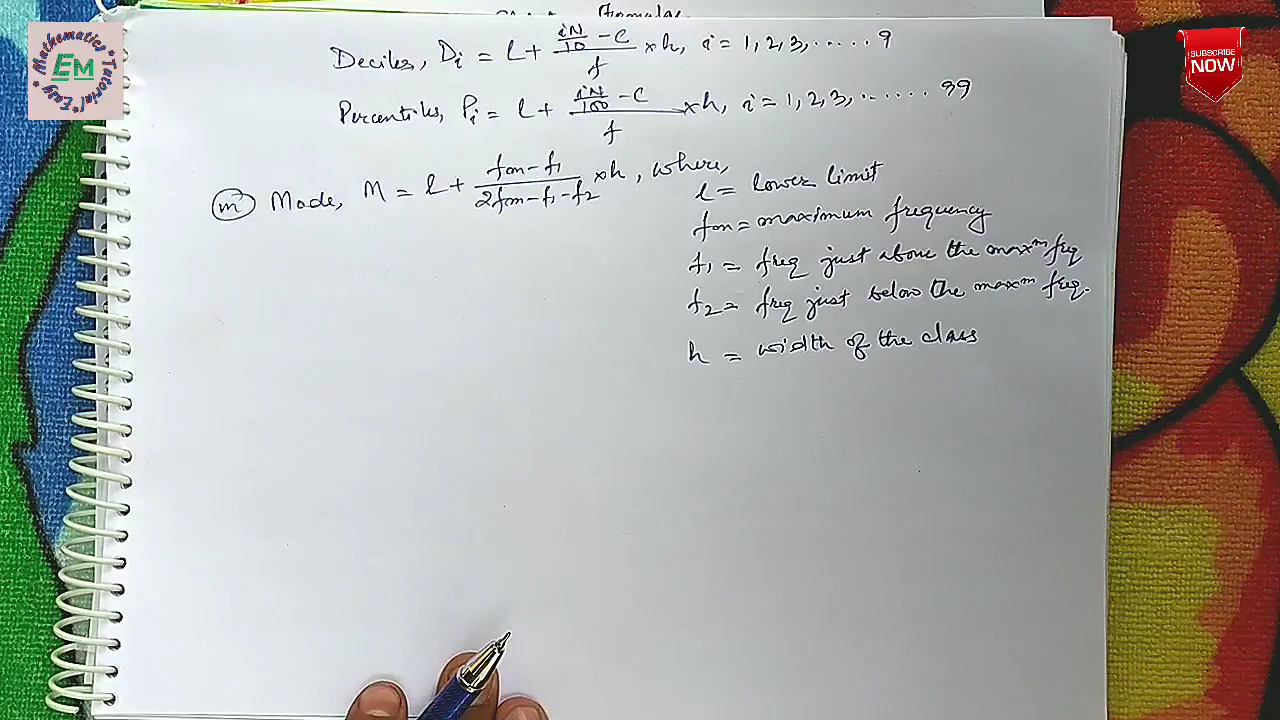 Formulas
Deciles, Di = l + (iN/10 - C)/f × h, i = 1, 2, 3, ..... 9
Percentiles, Pi = l + (iN/100 - C)/f × h, i = 1, 2, 3, ...... 99
(m) Mode, M = l + (fm - f1)/(2fm - f1 - f2) × h, where,
l = lower limit
fm = maximum frequency
f1 = freq just above the maxm freq
f2 = freq just below the maxm freq.
h = width of the class
Mathematics Tutorial Easy
EM
SUBSCRIBE
NOW